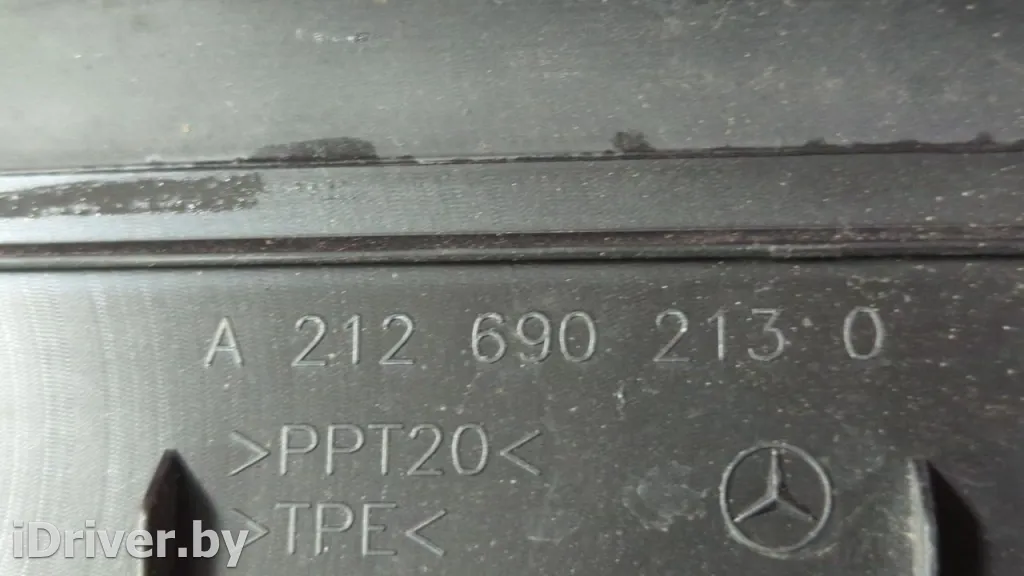 A 212 690 213 0
>PPT20<
>TPE<
iDriver.by